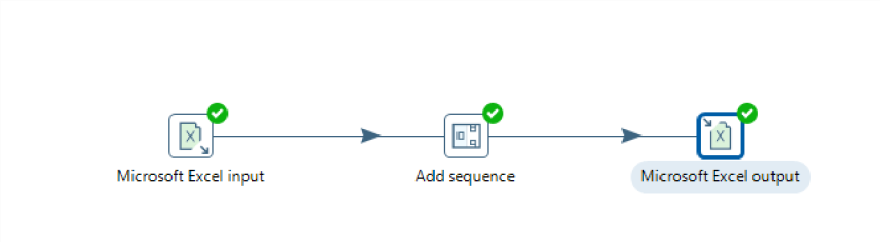 Microsoft Excel input
Add sequence
Microsoft Excel output